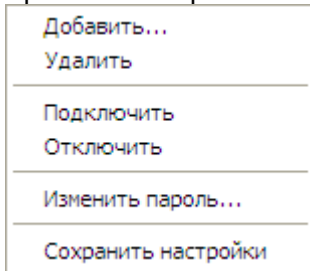 Добавить...
Удалить
Подключить
Отключить
Изменить пароль...
Сохранить настройки